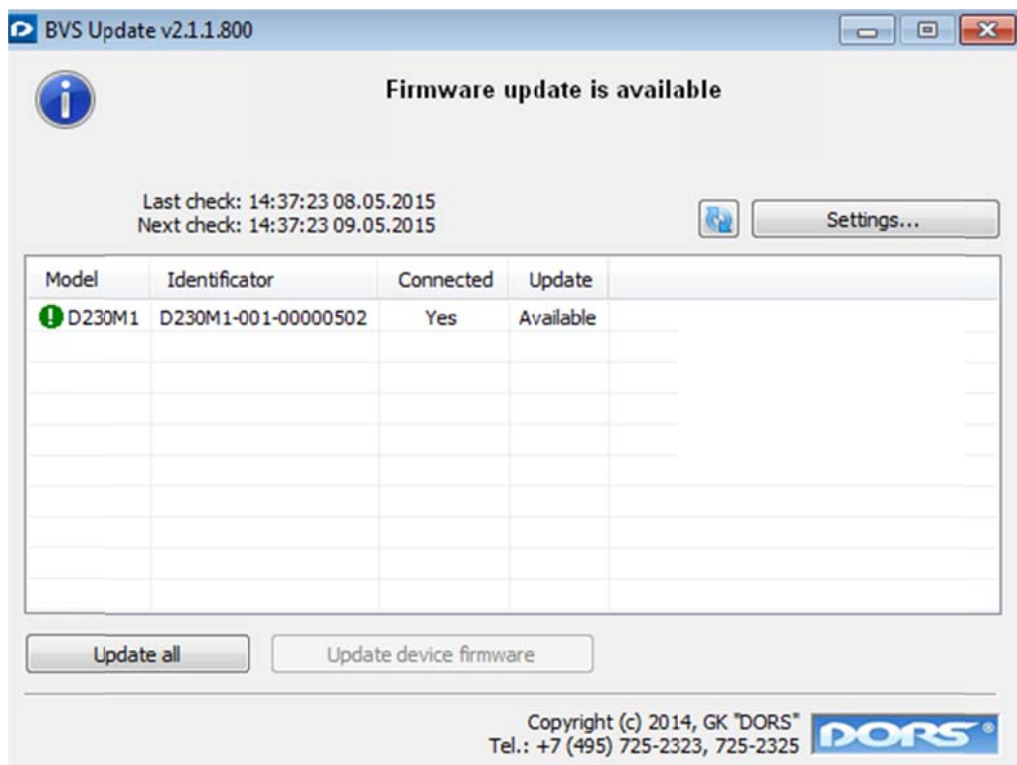 BVS Update v2.1.1.800
Firmware update is available
Last check: 14:37:23 08.05.2015
Next check: 14:37:23 09.05.2015
Settings...
Model Identificator Connected Update
D230M1 D230M1-001-00000502 Yes Available
Update all Update device firmware
Copyright (c) 2014, GK "DORS"
Tel.: +7 (495) 725-2323, 725-2325
DORS®